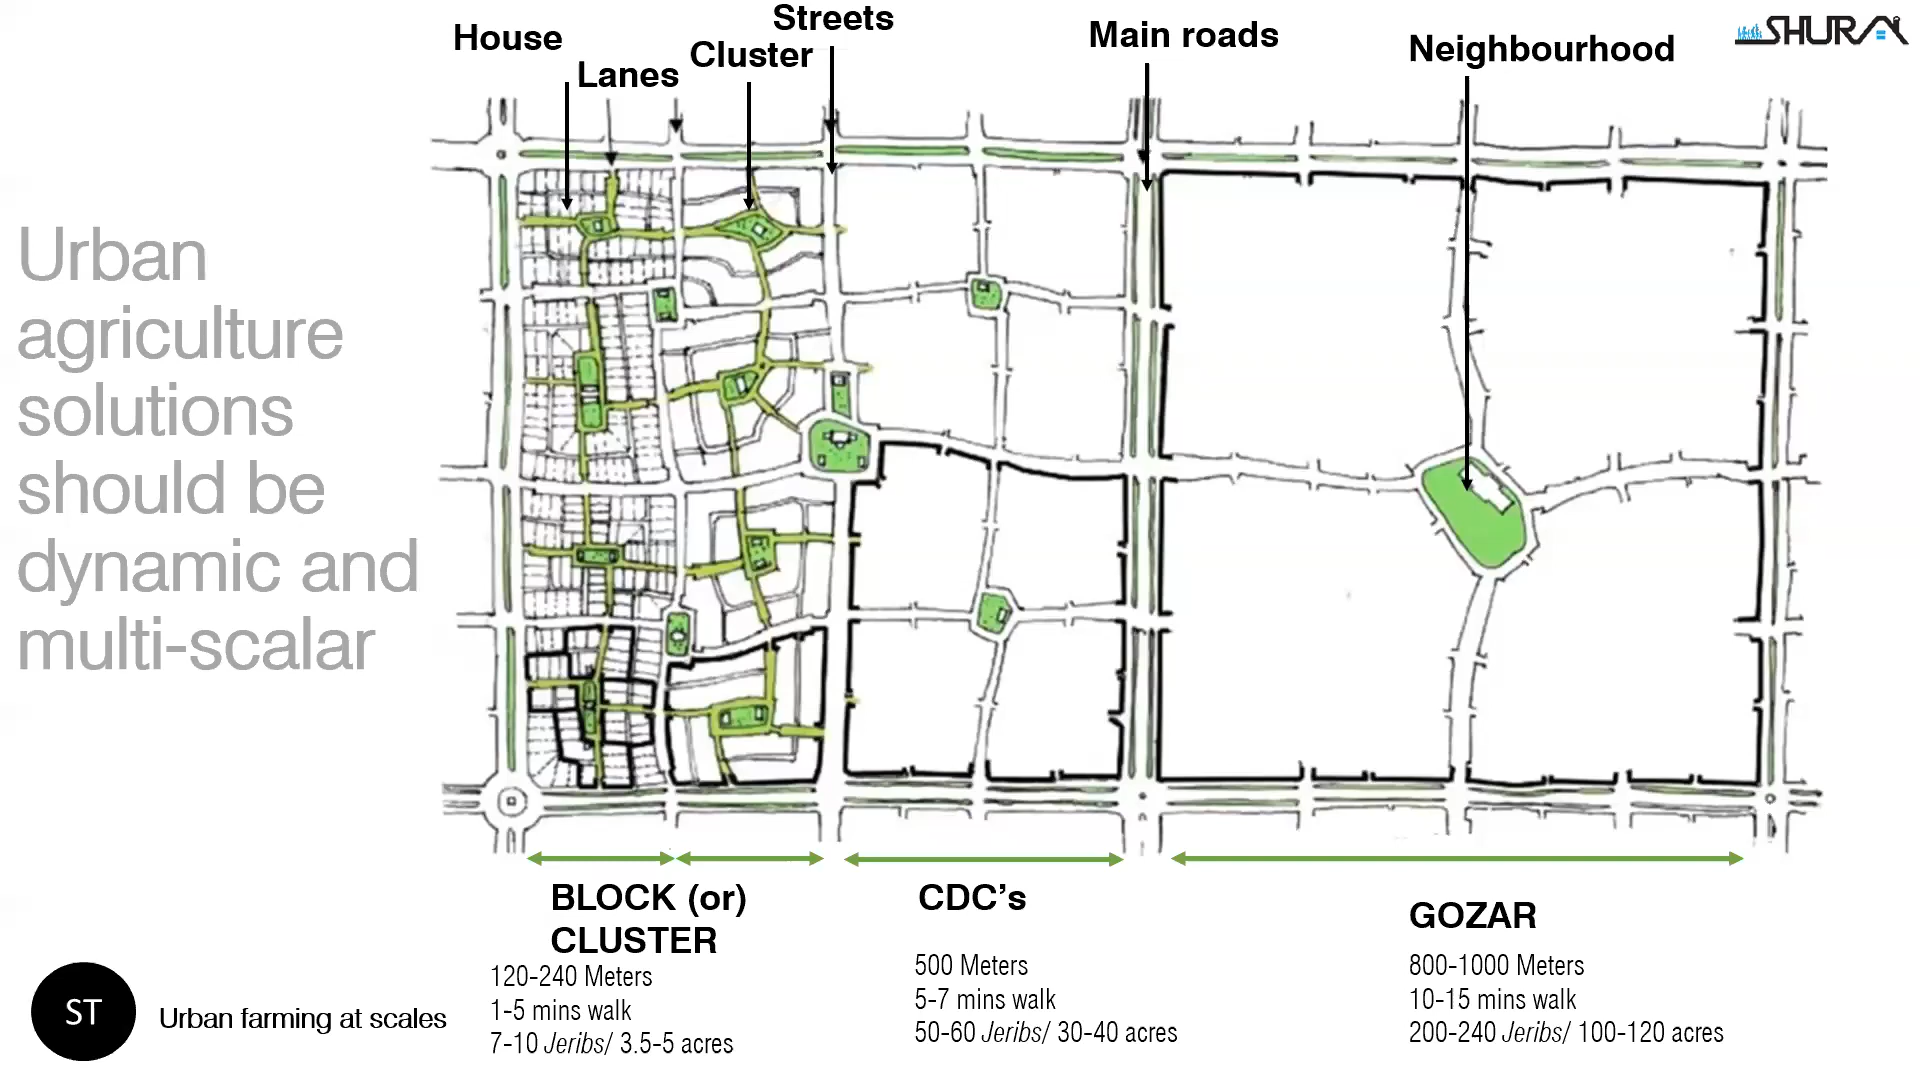 House
Lanes
Cluster
Streets
Main roads
Neighbourhood
SHURA
Urban
agriculture
solutions
should be
dynamic and
multi-scalar
BLOCK (or)
CLUSTER
120-240 Meters
1-5 mins walk
7-10 Jeribs/ 3.5-5 acres
CDC’s
500 Meters
5-7 mins walk
50-60 Jeribs/ 30-40 acres
GOZAR
800-1000 Meters
10-15 mins walk
200-240 Jeribs/ 100-120 acres
ST
Urban farming at scales